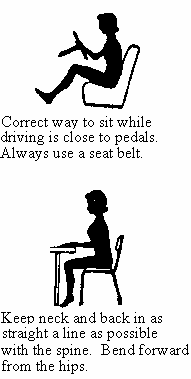 Correct way to sit while
driving is close to pedals.
Always use a seat belt.
Keep neck and back in as
straight a line as possible
with the spine. Bend forward
from the hips.